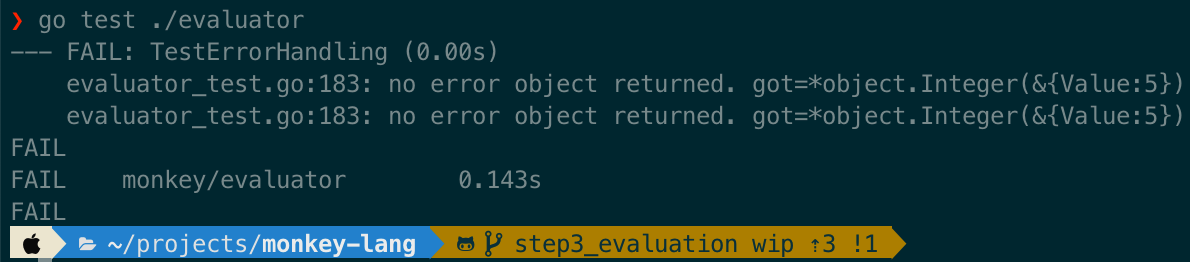 ❯ go test ./evaluator
--- FAIL: TestErrorHandling (0.00s)
    evaluator_test.go:183: no error object returned. got=*object.Integer(&{Value:5})
    evaluator_test.go:183: no error object returned. got=*object.Integer(&{Value:5})
FAIL
FAIL    monkey/evaluator        0.143s
FAIL
~/projects/monkey-lang step3_evaluation wip ⇡3 !1